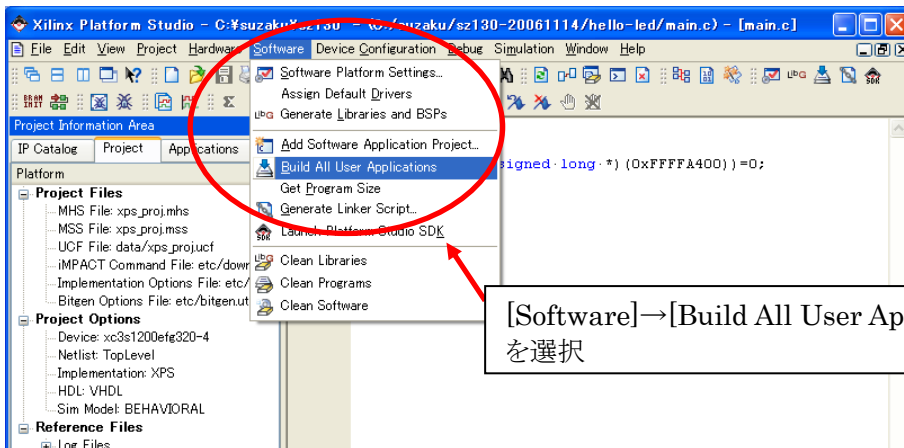 Xilinx Platform Studio - C:¥suzaku¥sz130 - (C:/suzaku/sz130-20061114/hello-led/main.c) - [main.c]
File Edit View Project Hardware Software Device Configuration Debug Simulation Window Help
Software Platform Settings...
Assign Default Drivers
Generate Libraries and BSPs
Add Software Application Project...
Build All User Applications
Get Program Size
Generate Linker Script...
Launch Platform Studio SDK
Clean Libraries
Clean Programs
Clean Software
Project Information Area
IP Catalog Project Applications
Platform
Project Files
MHS File: xps_proj.mhs
MSS File: xps_proj.mss
UCF File: data/xps_proj.ucf
iMPACT Command File: etc/down
Implementation Options File: etc/
Bitgen Options File: etc/bitgen.ut
Project Options
Device: xc3s1200efg320-4
Netlist: TopLevel
Implementation: XPS
HDL: VHDL
Sim Model: BEHAVIORAL
Reference Files
Log Files
signed·long·*)(0xFFFFA400))=0;
[Software]→[Build All User Ap
を選択